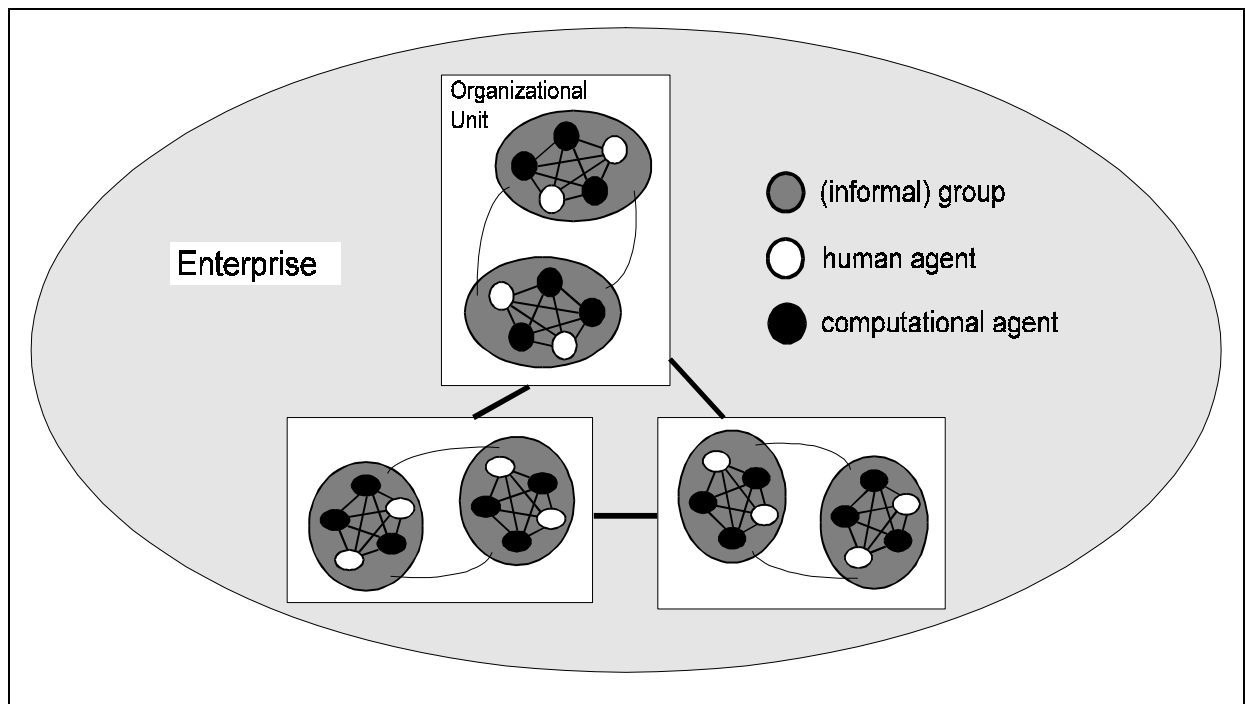 Organizational
Unit
Enterprise
(informal) group
human agent
computational agent